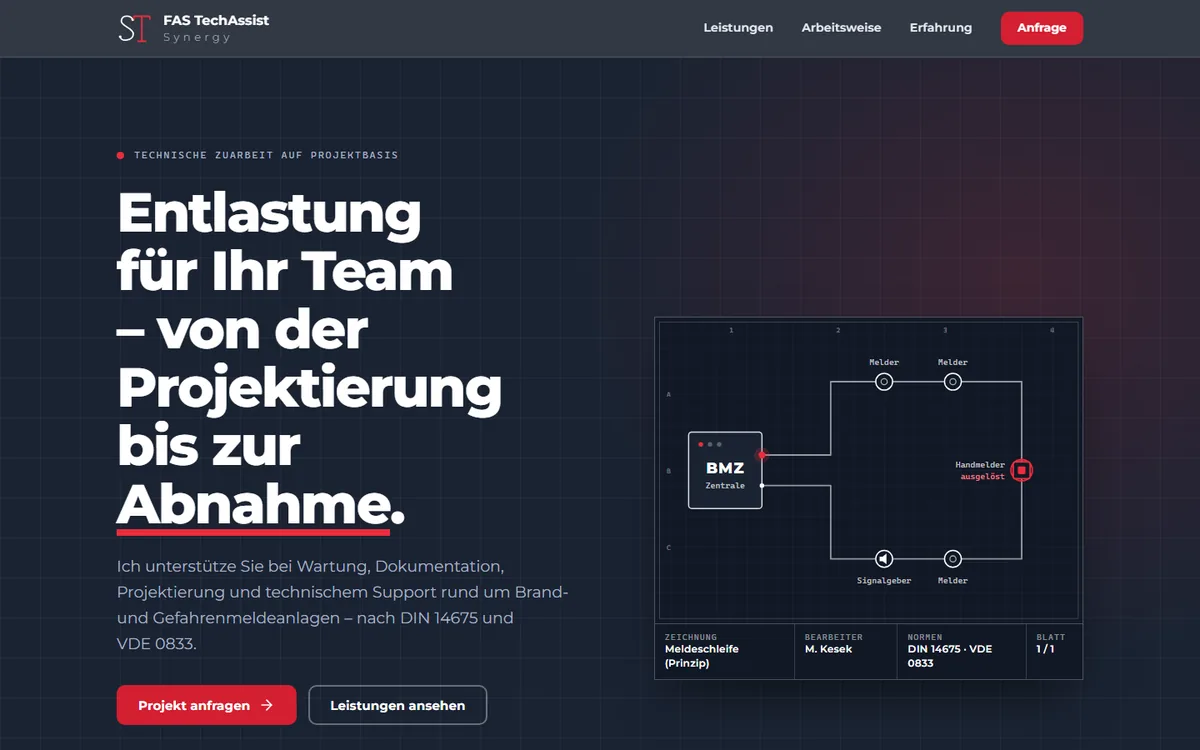 ST
FAS TechAssist
Synergy
Leistungen
Arbeitsweise
Erfahrung
Anfrage
TECHNISCHE ZUARBEIT AUF PROJEKTBASIS
Entlastung
für Ihr Team
– von der
Projektierung
bis zur
Abnahme.
Ich unterstütze Sie bei Wartung, Dokumentation,
Projektierung und technischem Support rund um Brand-
und Gefahrenmeldeanlagen – nach DIN 14675 und
VDE 0833.
Projekt anfragen →
Leistungen ansehen
1 2 3 4
A
B
C
Melder
Melder
BMZ
Zentrale
Handmelder
ausgelöst
Signalgeber
Melder
ZEICHNUNG
Meldeschleife
(Prinzip)
BEARBEITER
M. Kesek
NORMEN
DIN 14675 · VDE
0833
BLATT
1 / 1